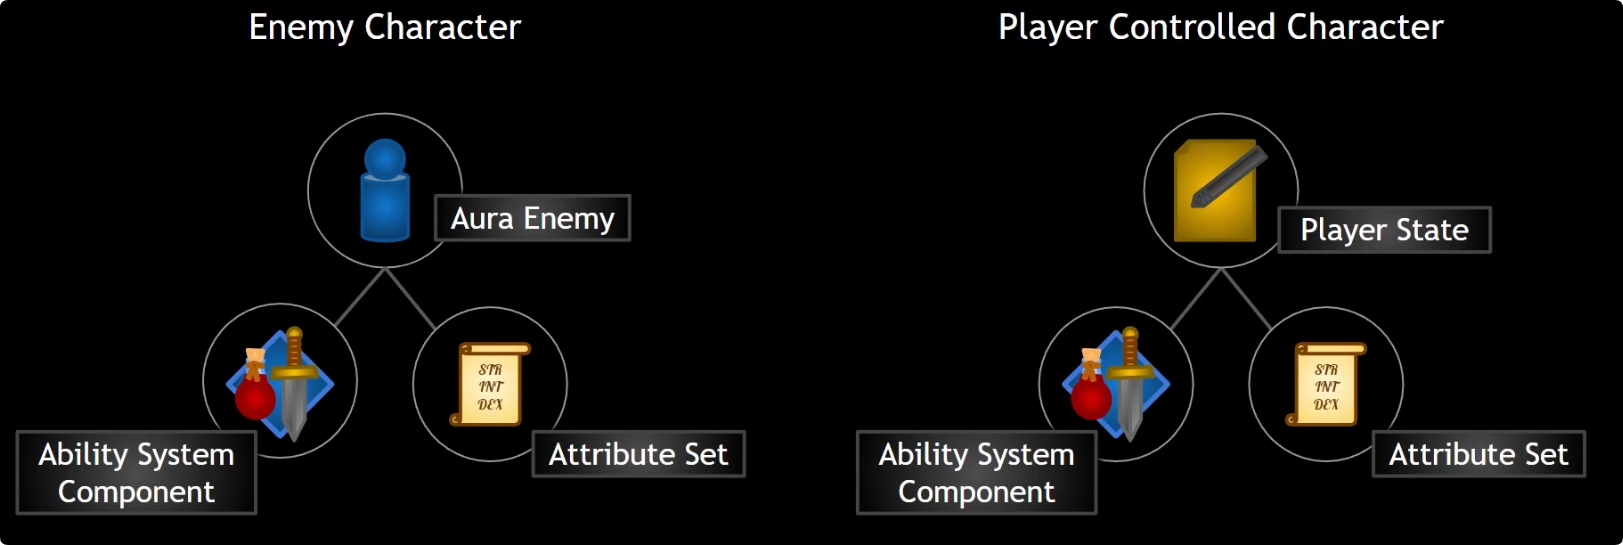 Enemy Character
Aura Enemy
STR
INT
DEX
Ability System
Component
Attribute Set
Player Controlled Character
Player State
STR
INT
DEX
Ability System
Component
Attribute Set